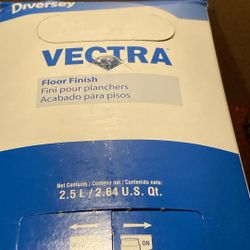 Diversey
VECTRA
Floor Finish
Fini pour planchers
Acabado para pisos
Net Contents / Contenu net / Contenido neto:
2.5 L / 2.64 U.S. Qt.
ON